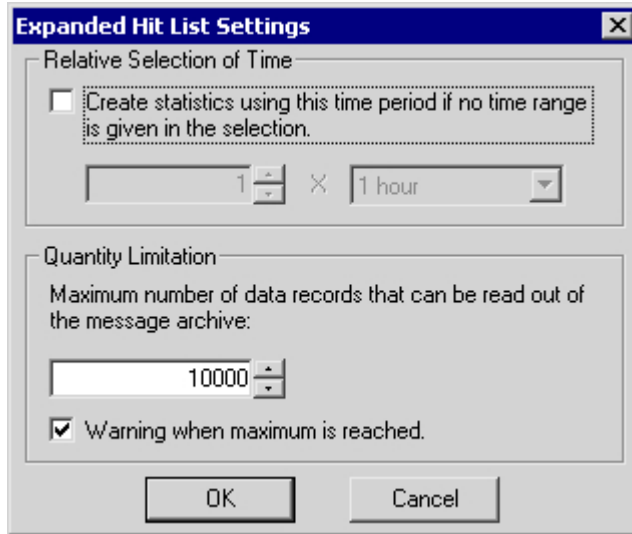 Expanded Hit List Settings
Relative Selection of Time
Create statistics using this time period if no time range
is given in the selection.
1 X 1 hour
Quantity Limitation
Maximum number of data records that can be read out of
the message archive:
10000
Warning when maximum is reached.
OK Cancel